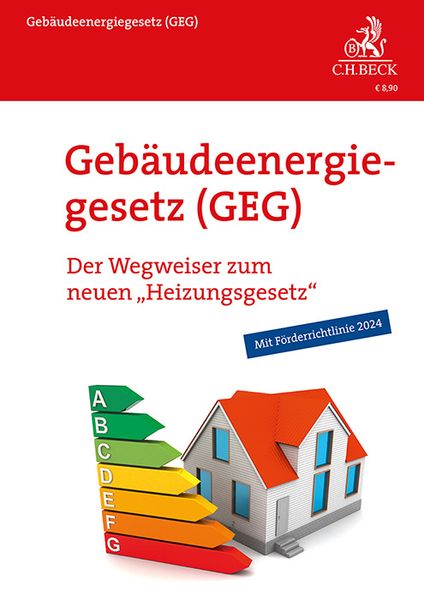 Gebäudeenergiegesetz (GEG)
B
C.H.BECK
€ 8,90
Gebäudeenergie-
gesetz (GEG)
Der Wegweiser zum
neuen „Heizungsgesetz“
Mit Förderrichtlinie 2024
A
B
C
D
E
F
G